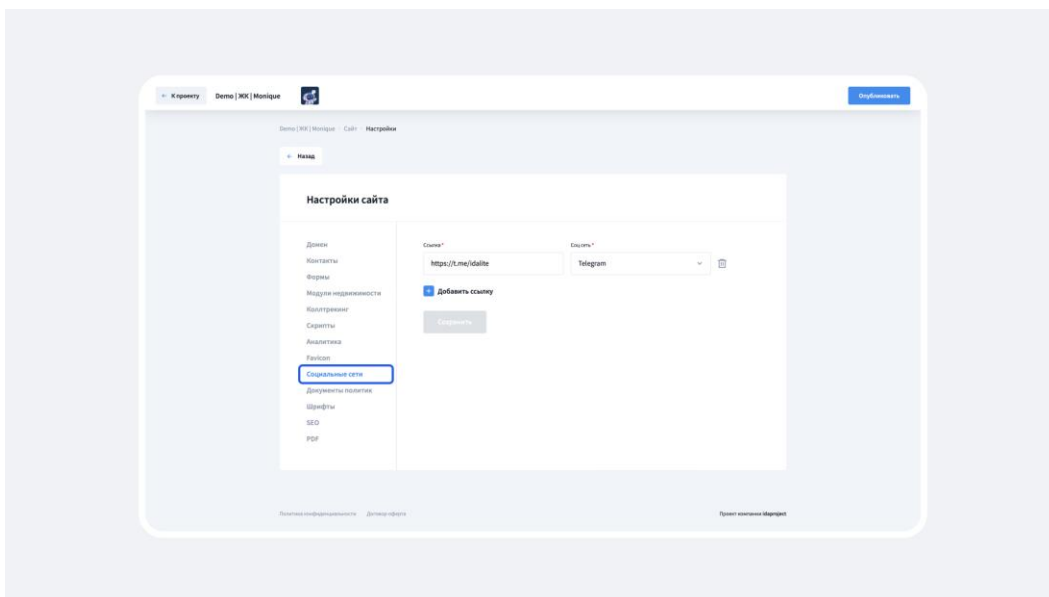 ← К проекту Demo | ЖК | Monique Опубликовать
Demo | ЖК | Monique / Сайт / Настройки
← Назад
Настройки сайта
Домен
Контакты
Формы
Модули недвижимости
Коллтрекинг
Скрипты
Аналитика
Favicon
Социальные сети
Документы политик
Шрифты
SEO
PDF
Ссылка* Соц.сеть*
https://t.me/idalite Telegram
+ Добавить ссылку
Сохранить
Политика конфиденциальности Договор оферты Проект компании idaproject